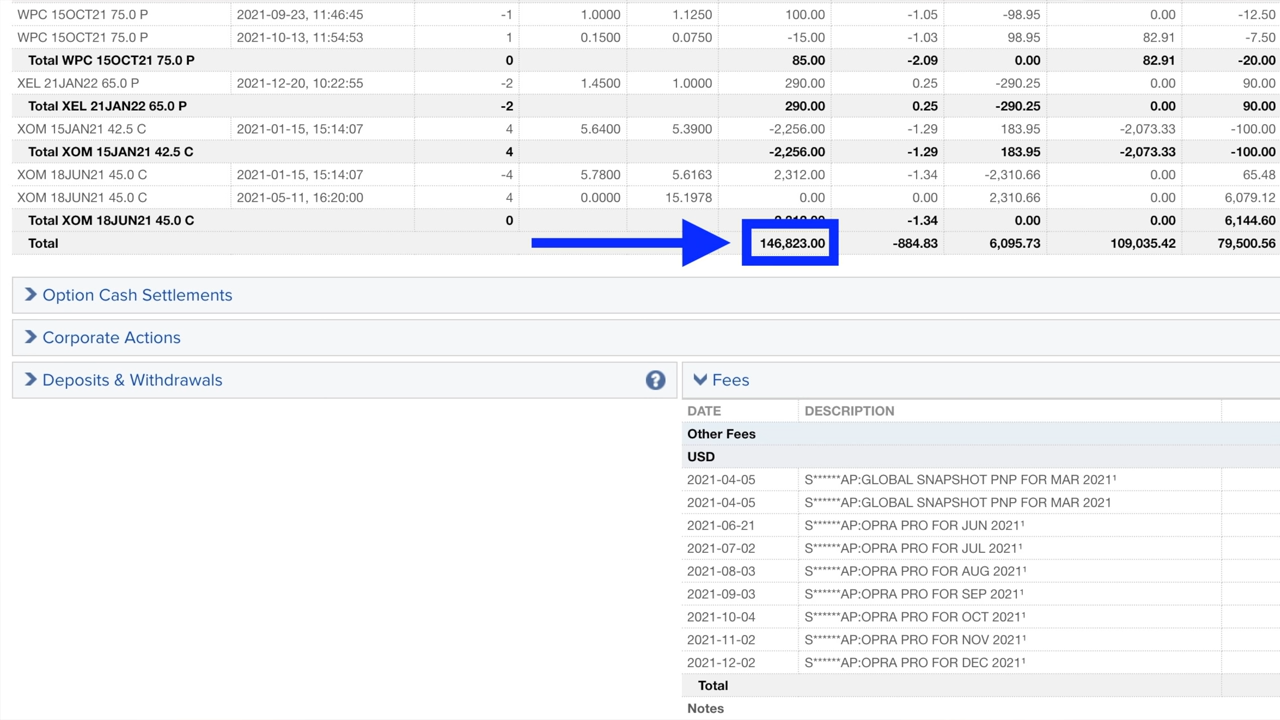 WPC 15OCT21 75.0 P 2021-09-23, 11:46:45 -1 1.0000 1.1250 100.00 -1.05 -98.95 0.00 -12.50
WPC 15OCT21 75.0 P 2021-10-13, 11:54:53 1 0.1500 0.0750 -15.00 -1.03 98.95 82.91 -7.50
Total WPC 15OCT21 75.0 P 0 85.00 -2.09 0.00 82.91 -20.00
XEL 21JAN22 65.0 P 2021-12-20, 10:22:55 -2 1.4500 1.0000 290.00 0.25 -290.25 0.00 90.00
Total XEL 21JAN22 65.0 P -2 290.00 0.25 -290.25 0.00 90.00
XOM 15JAN21 42.5 C 2021-01-15, 15:14:07 4 5.6400 5.3900 -2,256.00 -1.29 183.95 -2,073.33 -100.00
Total XOM 15JAN21 42.5 C 4 -2,256.00 -1.29 183.95 -2,073.33 -100.00
XOM 18JUN21 45.0 C 2021-01-15, 15:14:07 -4 5.7800 5.6163 2,312.00 -1.34 -2,310.66 0.00 65.48
XOM 18JUN21 45.0 C 2021-05-11, 16:20:00 4 0.0000 15.1978 0.00 0.00 2,310.66 0.00 6,079.12
Total XOM 18JUN21 45.0 C 0 -1.34 0.00 0.00 6,144.60
Total 146,823.00 -884.83 6,095.73 109,035.42 79,500.56
Option Cash Settlements
Corporate Actions
Deposits & Withdrawals ?
Fees
DATE DESCRIPTION
Other Fees
USD
2021-04-05 S******AP:GLOBAL SNAPSHOT PNP FOR MAR 2021¹
2021-04-05 S******AP:GLOBAL SNAPSHOT PNP FOR MAR 2021
2021-06-21 S******AP:OPRA PRO FOR JUN 2021¹
2021-07-02 S******AP:OPRA PRO FOR JUL 2021¹
2021-08-03 S******AP:OPRA PRO FOR AUG 2021¹
2021-09-03 S******AP:OPRA PRO FOR SEP 2021¹
2021-10-04 S******AP:OPRA PRO FOR OCT 2021¹
2021-11-02 S******AP:OPRA PRO FOR NOV 2021¹
2021-12-02 S******AP:OPRA PRO FOR DEC 2021¹
Total
Notes